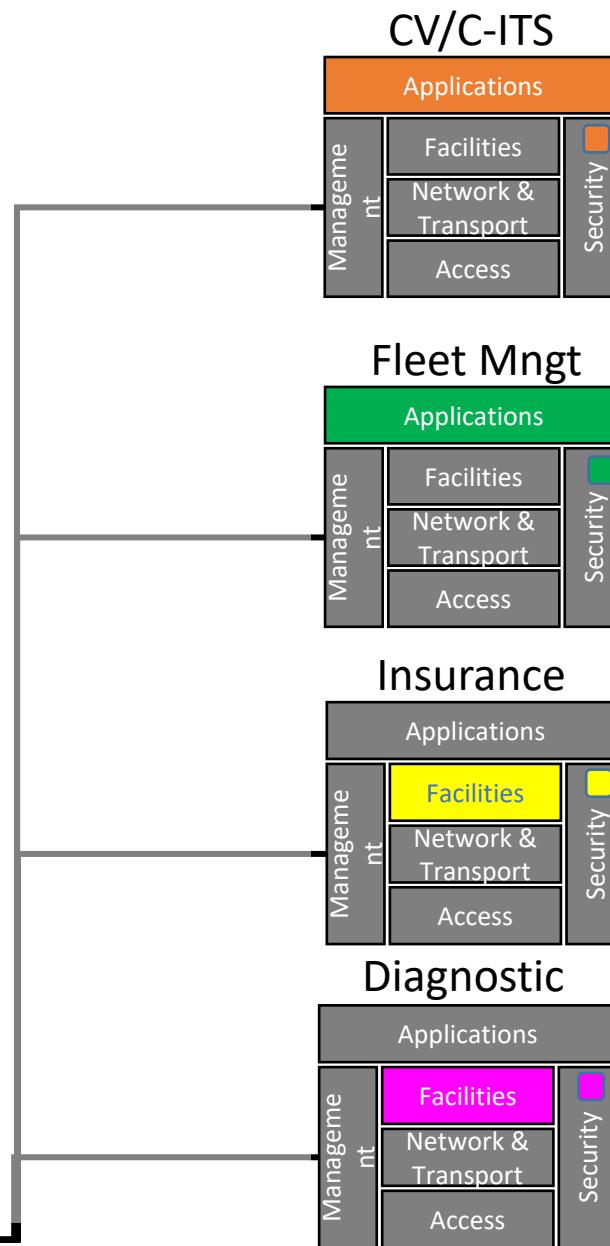 CV/C-ITS
Applications
Manageme
nt
Facilities
Network &
Transport
Access
Security
Fleet Mngt
Applications
Manageme
nt
Facilities
Network &
Transport
Access
Security
Insurance
Applications
Manageme
nt
Facilities
Network &
Transport
Access
Security
Diagnostic
Applications
Manageme
nt
Facilities
Network &
Transport
Access
Security